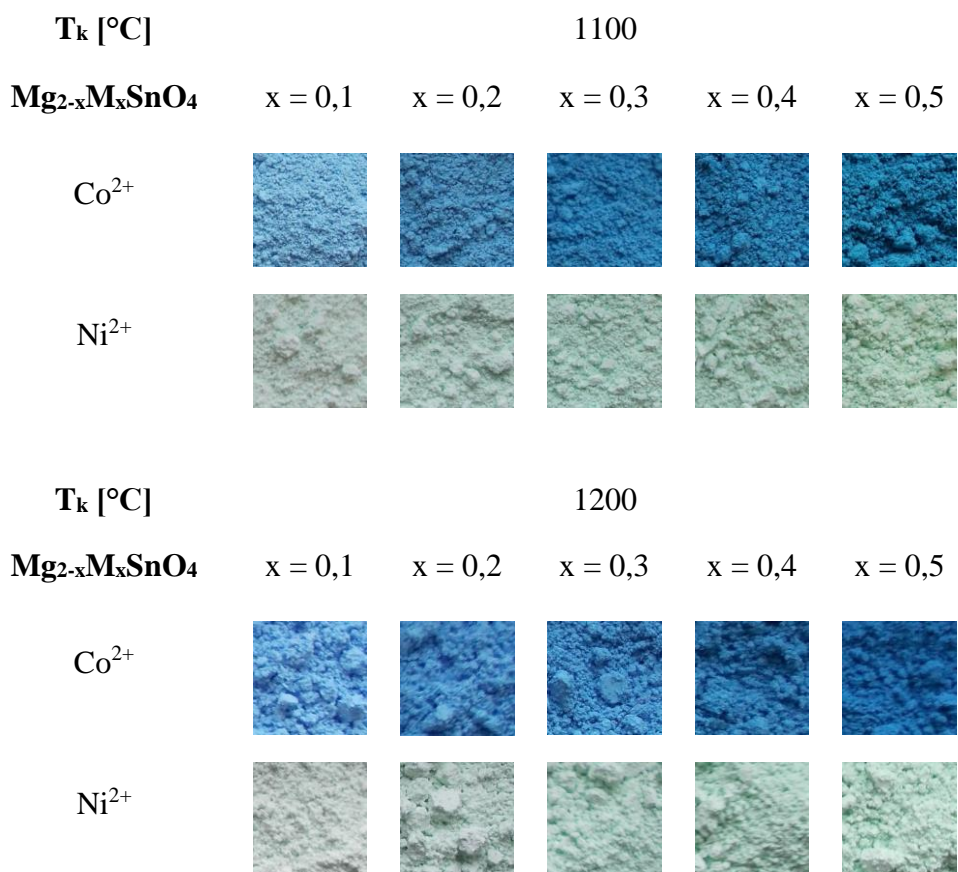 Tk [°C] 1100
Mg2-xMxSnO4 x = 0,1 x = 0,2 x = 0,3 x = 0,4 x = 0,5
Co2+
Ni2+
Tk [°C] 1200
Mg2-xMxSnO4 x = 0,1 x = 0,2 x = 0,3 x = 0,4 x = 0,5
Co2+
Ni2+